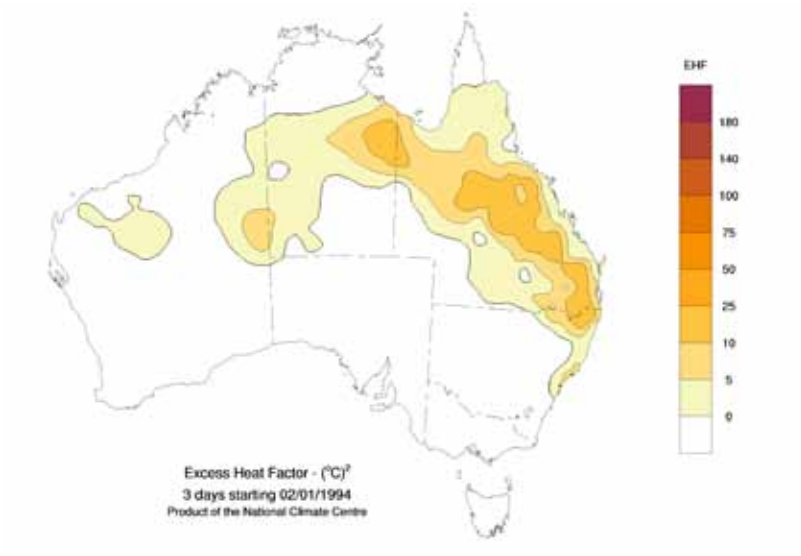 EHF
180
140
100
75
50
25
10
5
0
Excess Heat Factor - (°C)²
3 days starting 02/01/1994
Product of the National Climate Centre